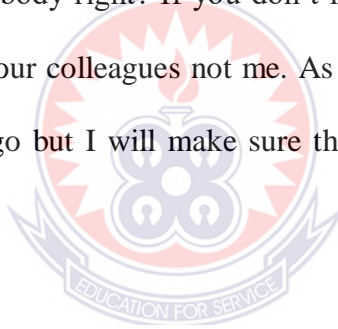 body right? If you don't
our colleagues not me. As
go but I will make sure th
EDUCATION FOR SERVICE